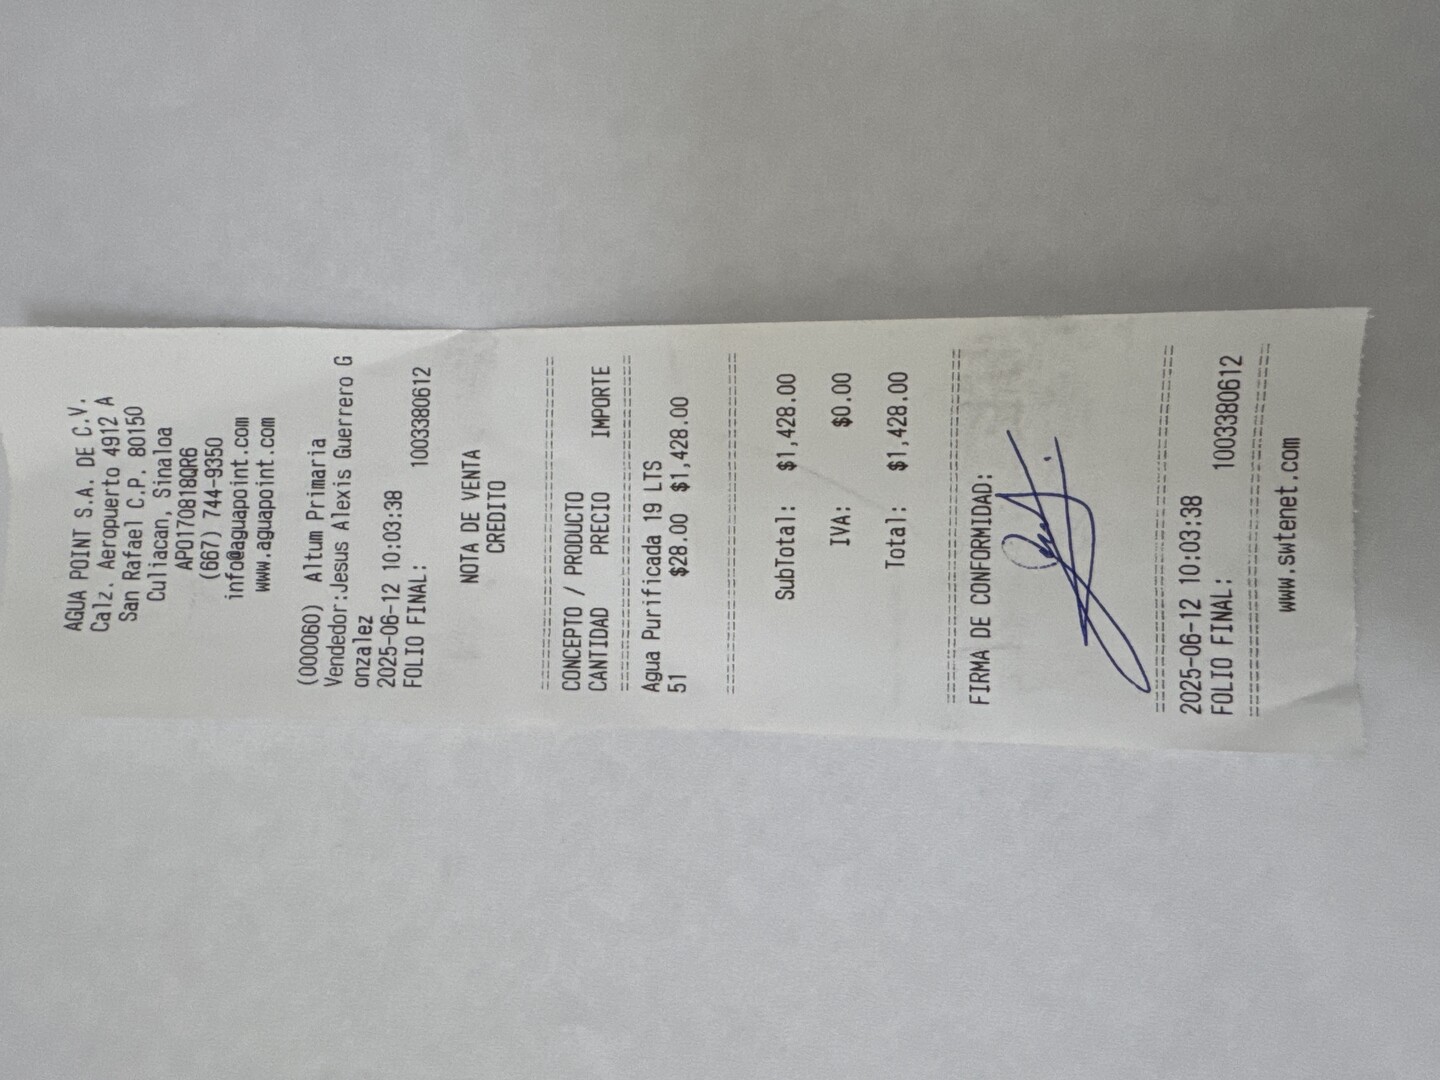 AGUA POINT S.A. DE C.V.
Calz. Aeropuerto 4912 A
San Rafael C.P. 80150
Culiacan, Sinaloa
APO170818QR6
(667) 744-9350
info@aguapoint.com
www.aguapoint.com
(000060) Altum Primaria
Vendedor:Jesus Alexis Guerrero G
onzalez
2025-06-12 10:03:38
FOLIO FINAL: 1003380612
NOTA DE VENTA
CREDITO
CONCEPTO / PRODUCTO
CANTIDAD PRECIO IMPORTE
Agua Purificada 19 LTS
51 $28.00 $1,428.00
SubTotal: $1,428.00
IVA: $0.00
Total: $1,428.00
FIRMA DE CONFORMIDAD:
2025-06-12 10:03:38
FOLIO FINAL: 1003380612
www.swtenet.com